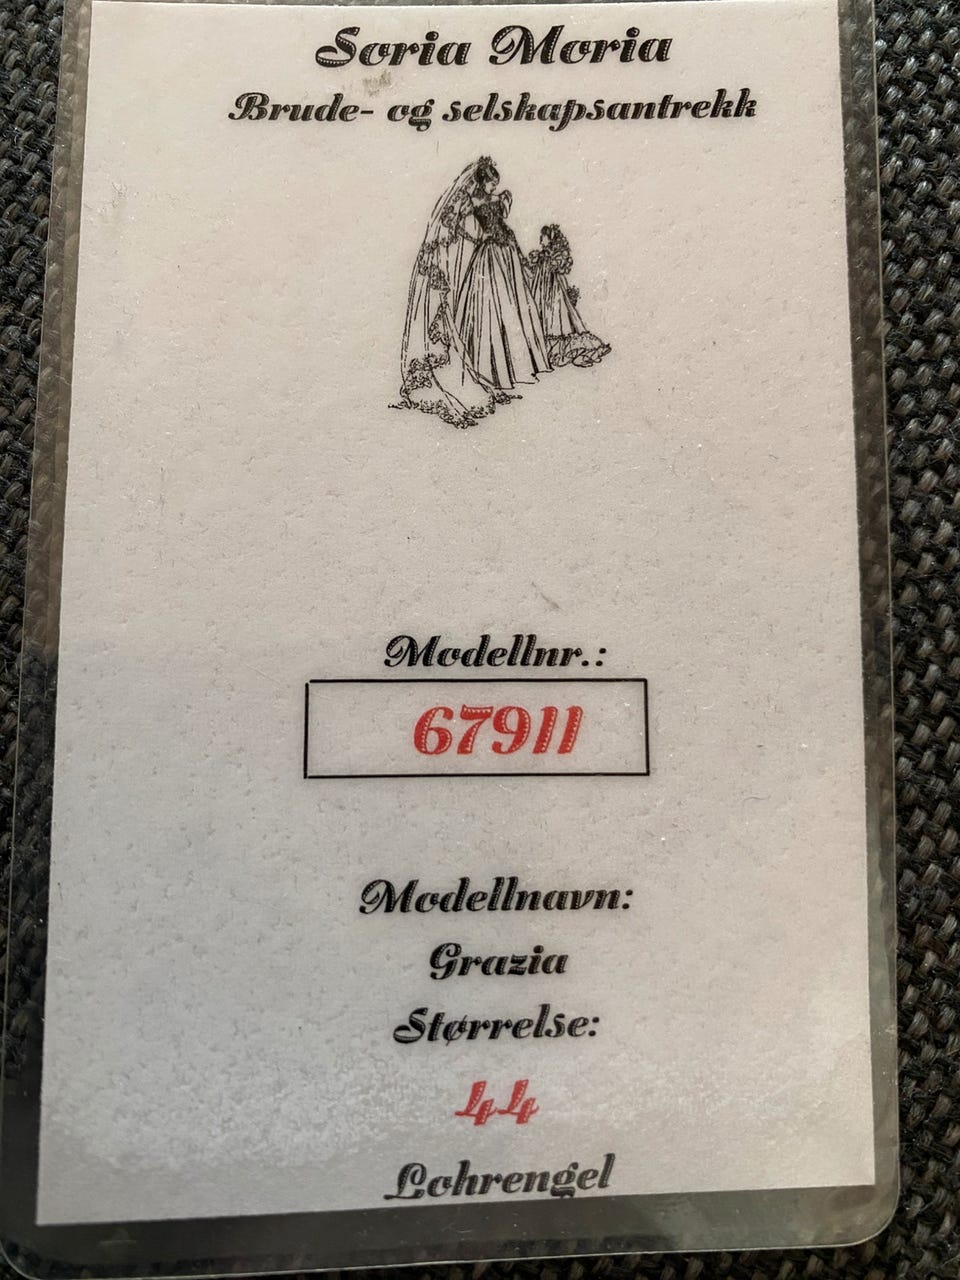 Soria Moria
Brude- og selskapsantrekk
Modellnr.:
67911
Modellnavn:
Grazia
Størrelse:
44
Lohrengel